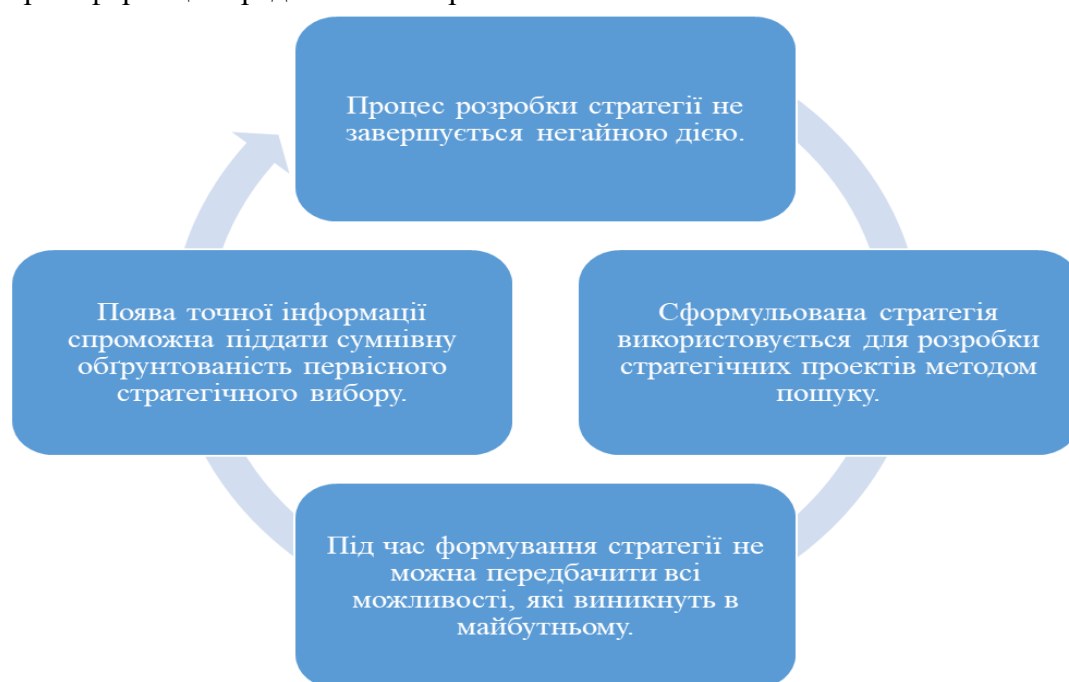 Процес розробки стратегії не
завершується негайною дією.
Сформульована стратегія
використовується для розробки
стратегічних проектів методом
пошуку.
Під час формування стратегії не
можна передбачити всі
можливості, які виникнуть в
майбутньому.
Поява точної інформації
спроможна піддати сумнівну
обґрунтованість первісного
стратегічного вибору.